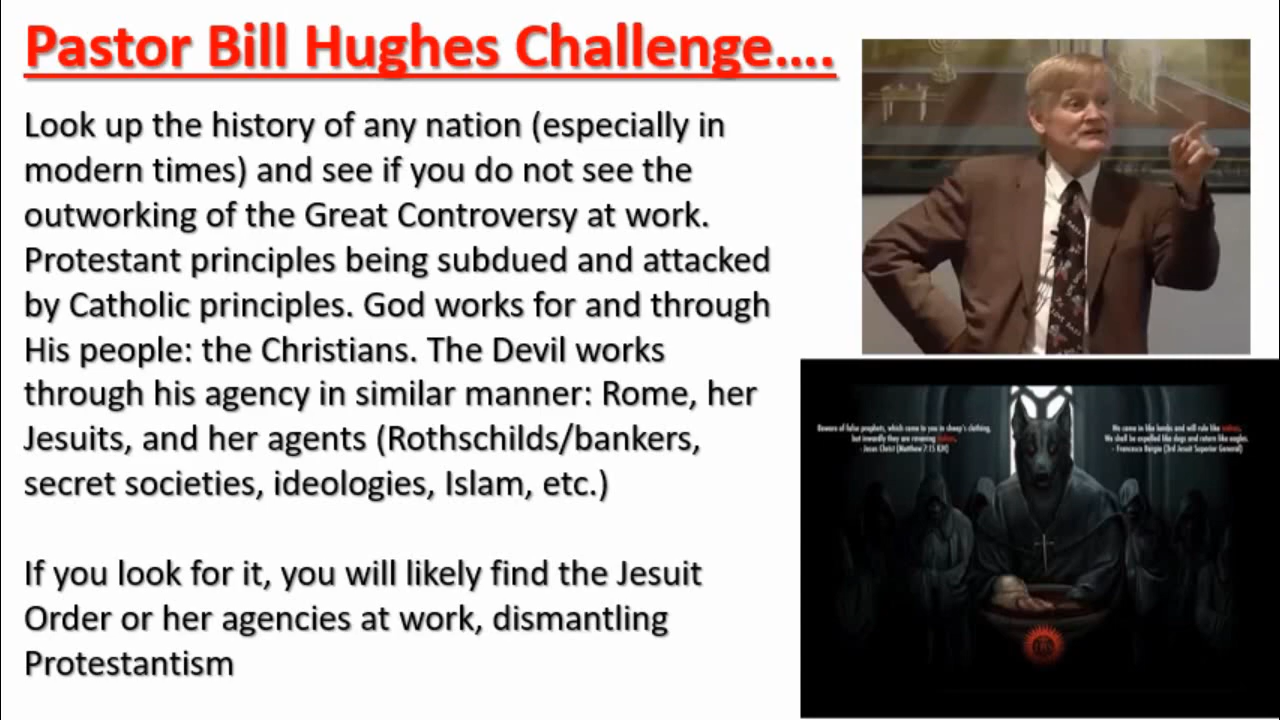 Pastor Bill Hughes Challenge....
Look up the history of any nation (especially in
modern times) and see if you do not see the
outworking of the Great Controversy at work.
Protestant principles being subdued and attacked
by Catholic principles. God works for and through
His people: the Christians. The Devil works
through his agency in similar manner: Rome, her
Jesuits, and her agents (Rothschilds/bankers,
secret societies, ideologies, Islam, etc.)
If you look for it, you will likely find the Jesuit
Order or her agencies at work, dismantling
Protestantism
Beware of false prophets, which come to you in sheep's clothing,
but inwardly they are ravening wolves.
- Jesus Christ (Matthew 7:15 KJV)
We came in like lambs and will rule like wolves.
We shall be expelled like dogs and return like eagles.
- Francesco Borgia (3rd Jesuit Superior General)